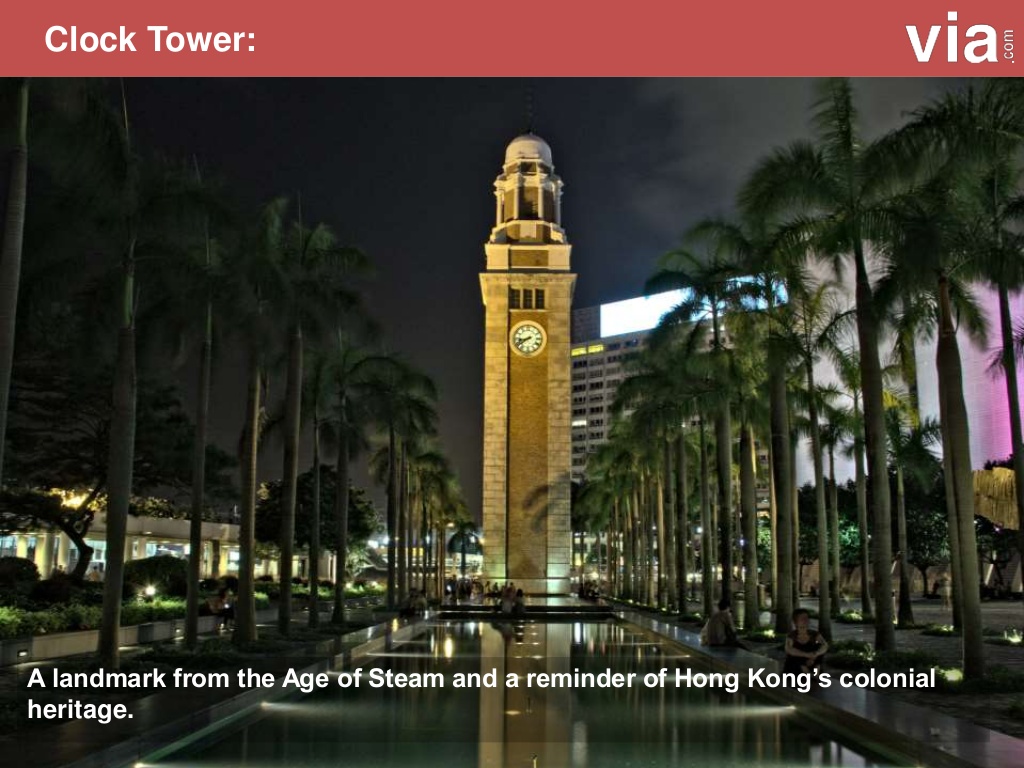 Clock Tower:
via.com
A landmark from the Age of Steam and a reminder of Hong Kong’s colonial
heritage.